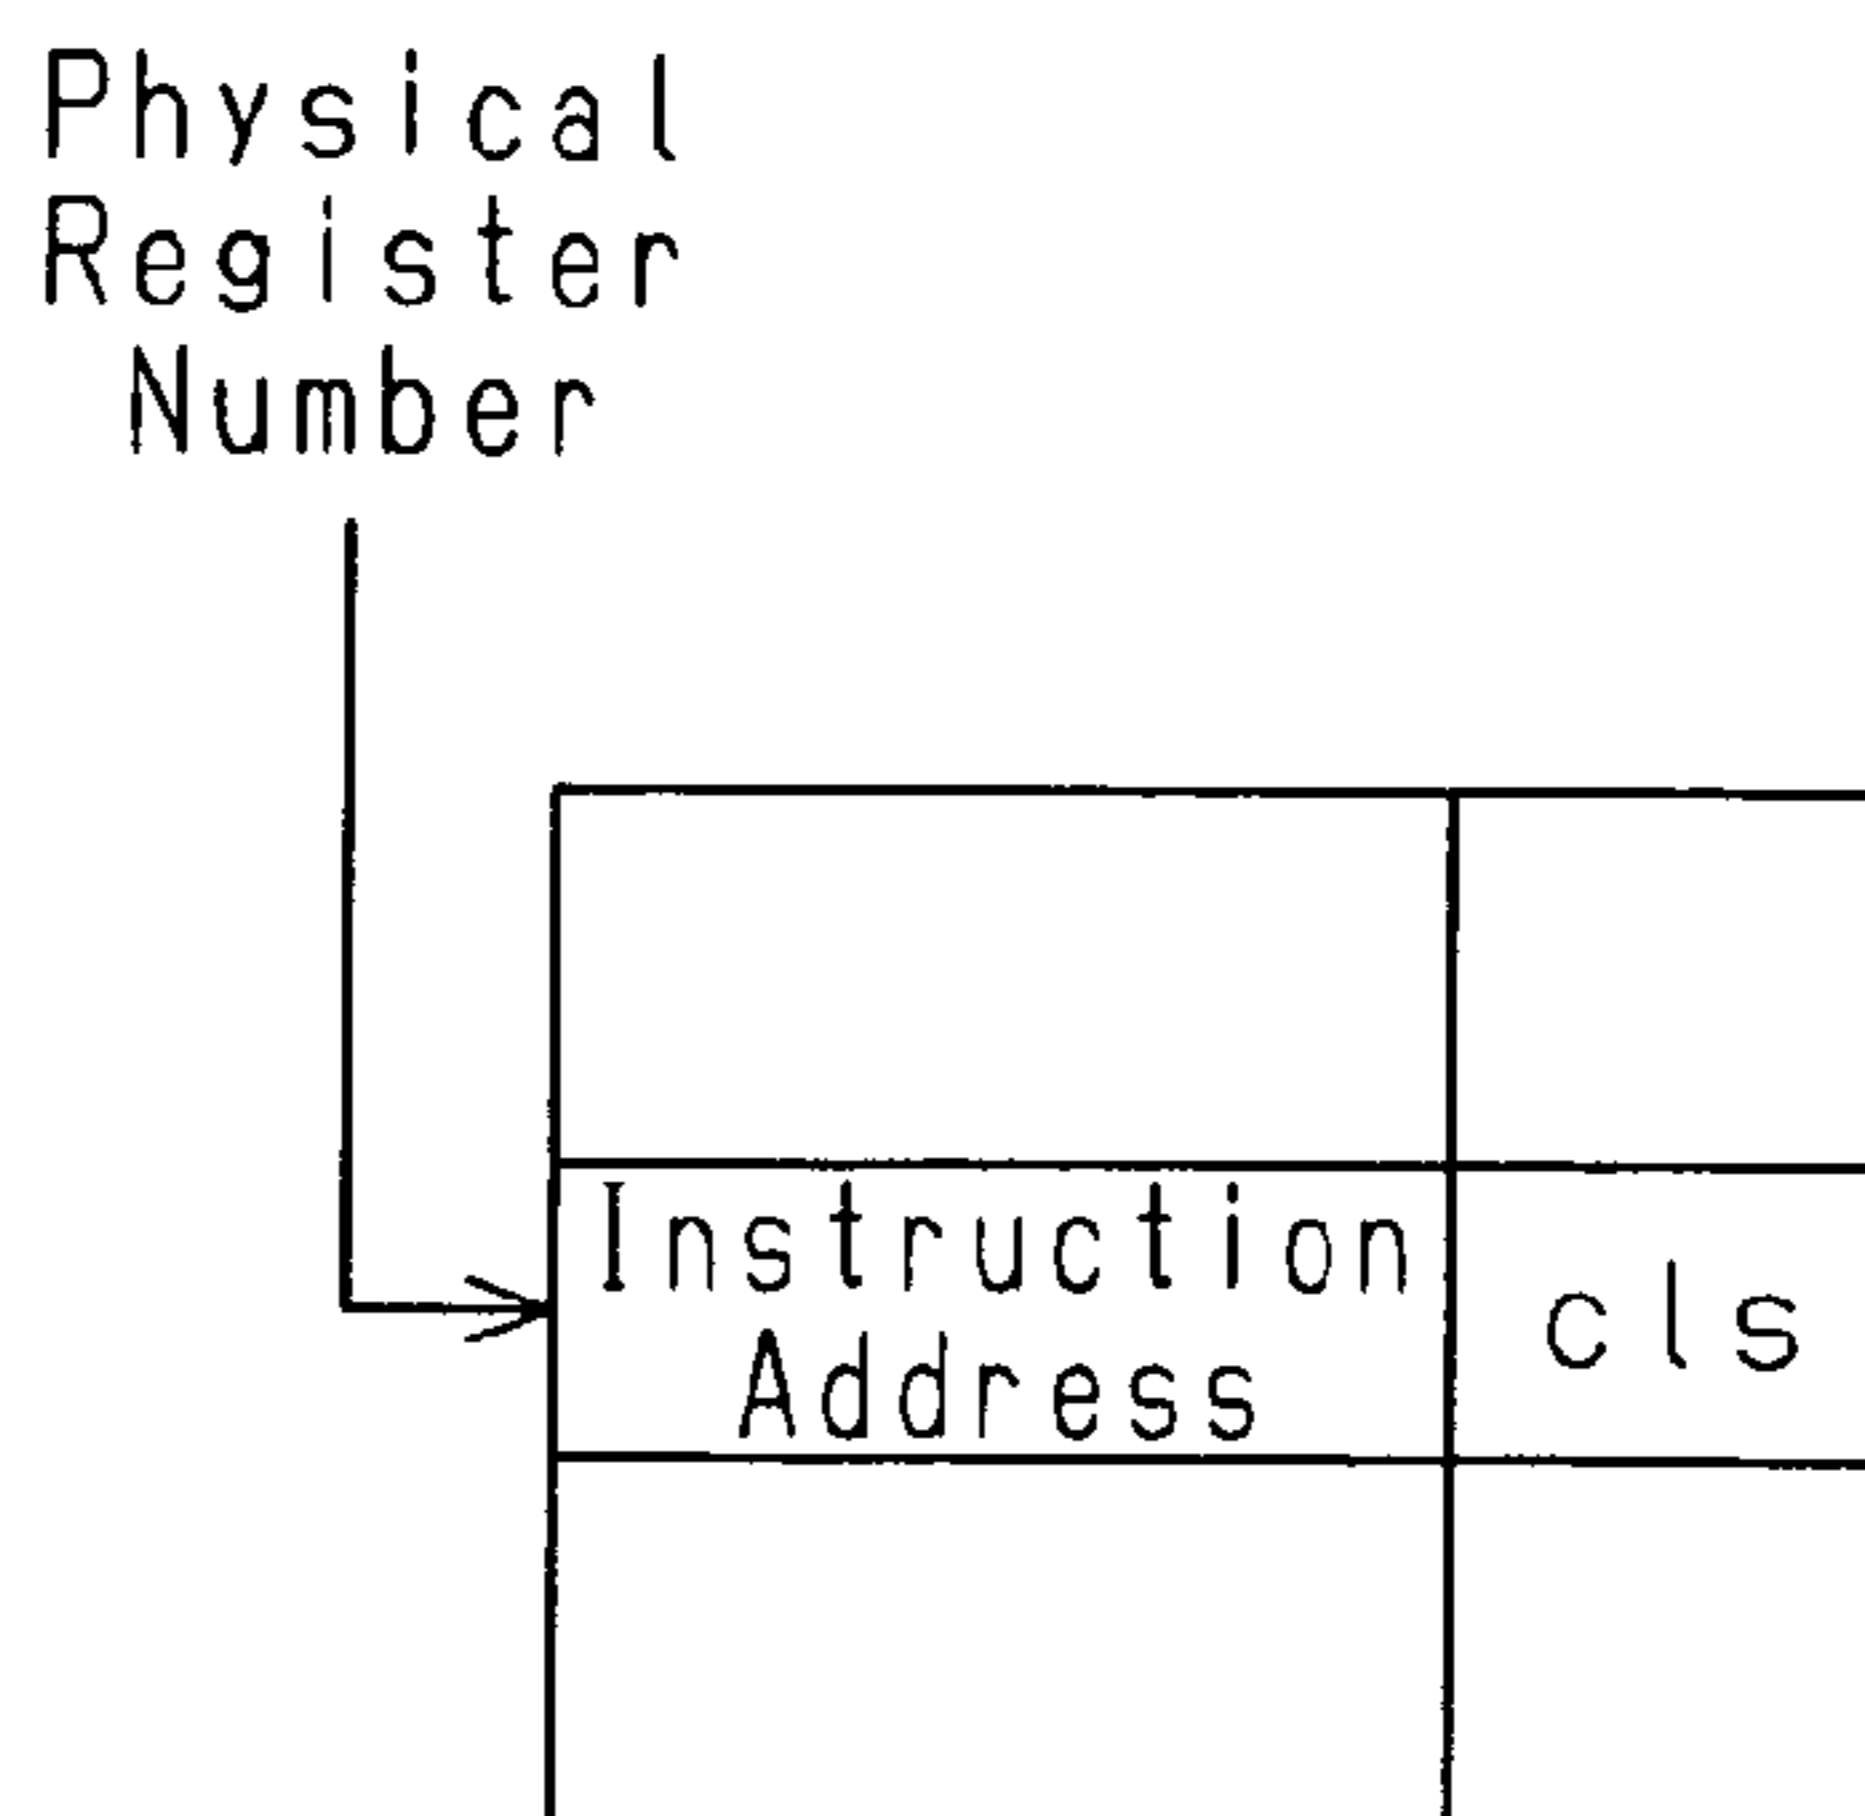 Physical
Register
Number
Instruction
Address
cls